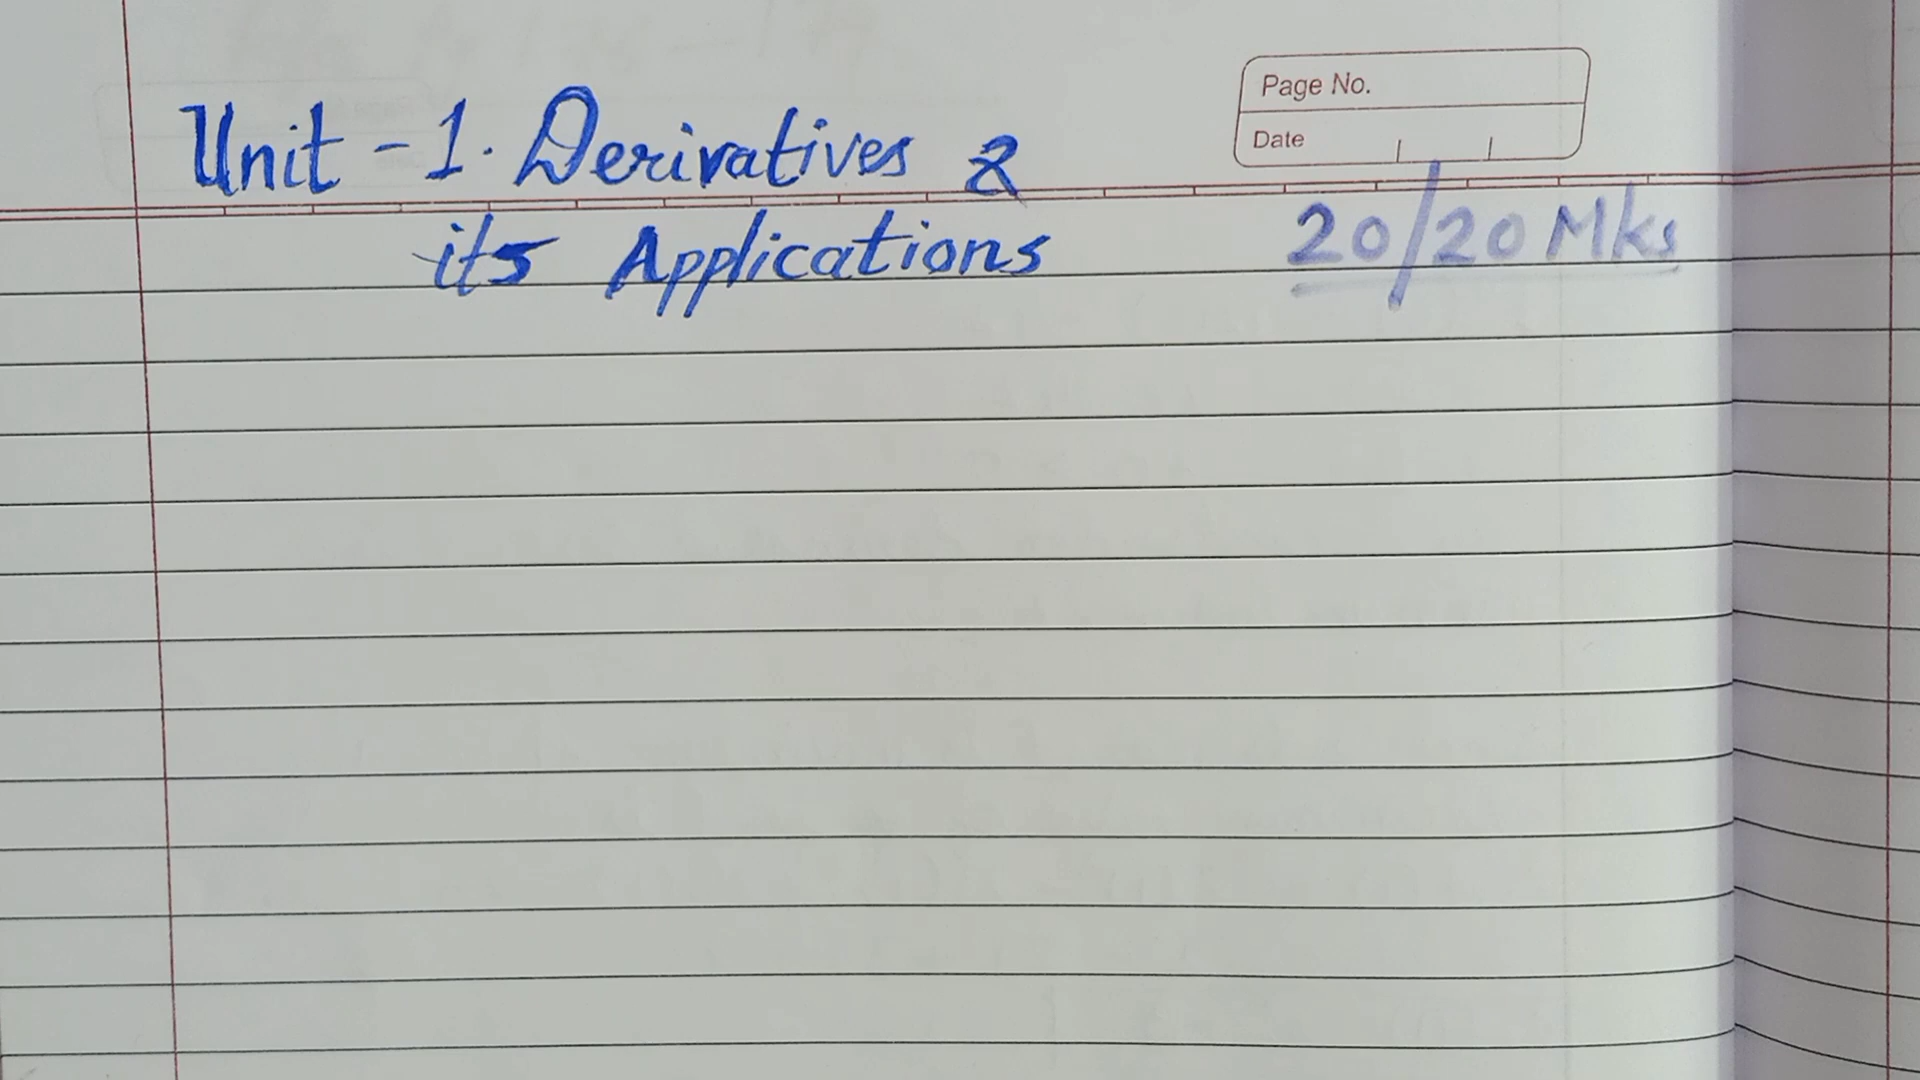 Page No.
Unit - 1. Derivatives &
Date
its Applications
20/20 Mks